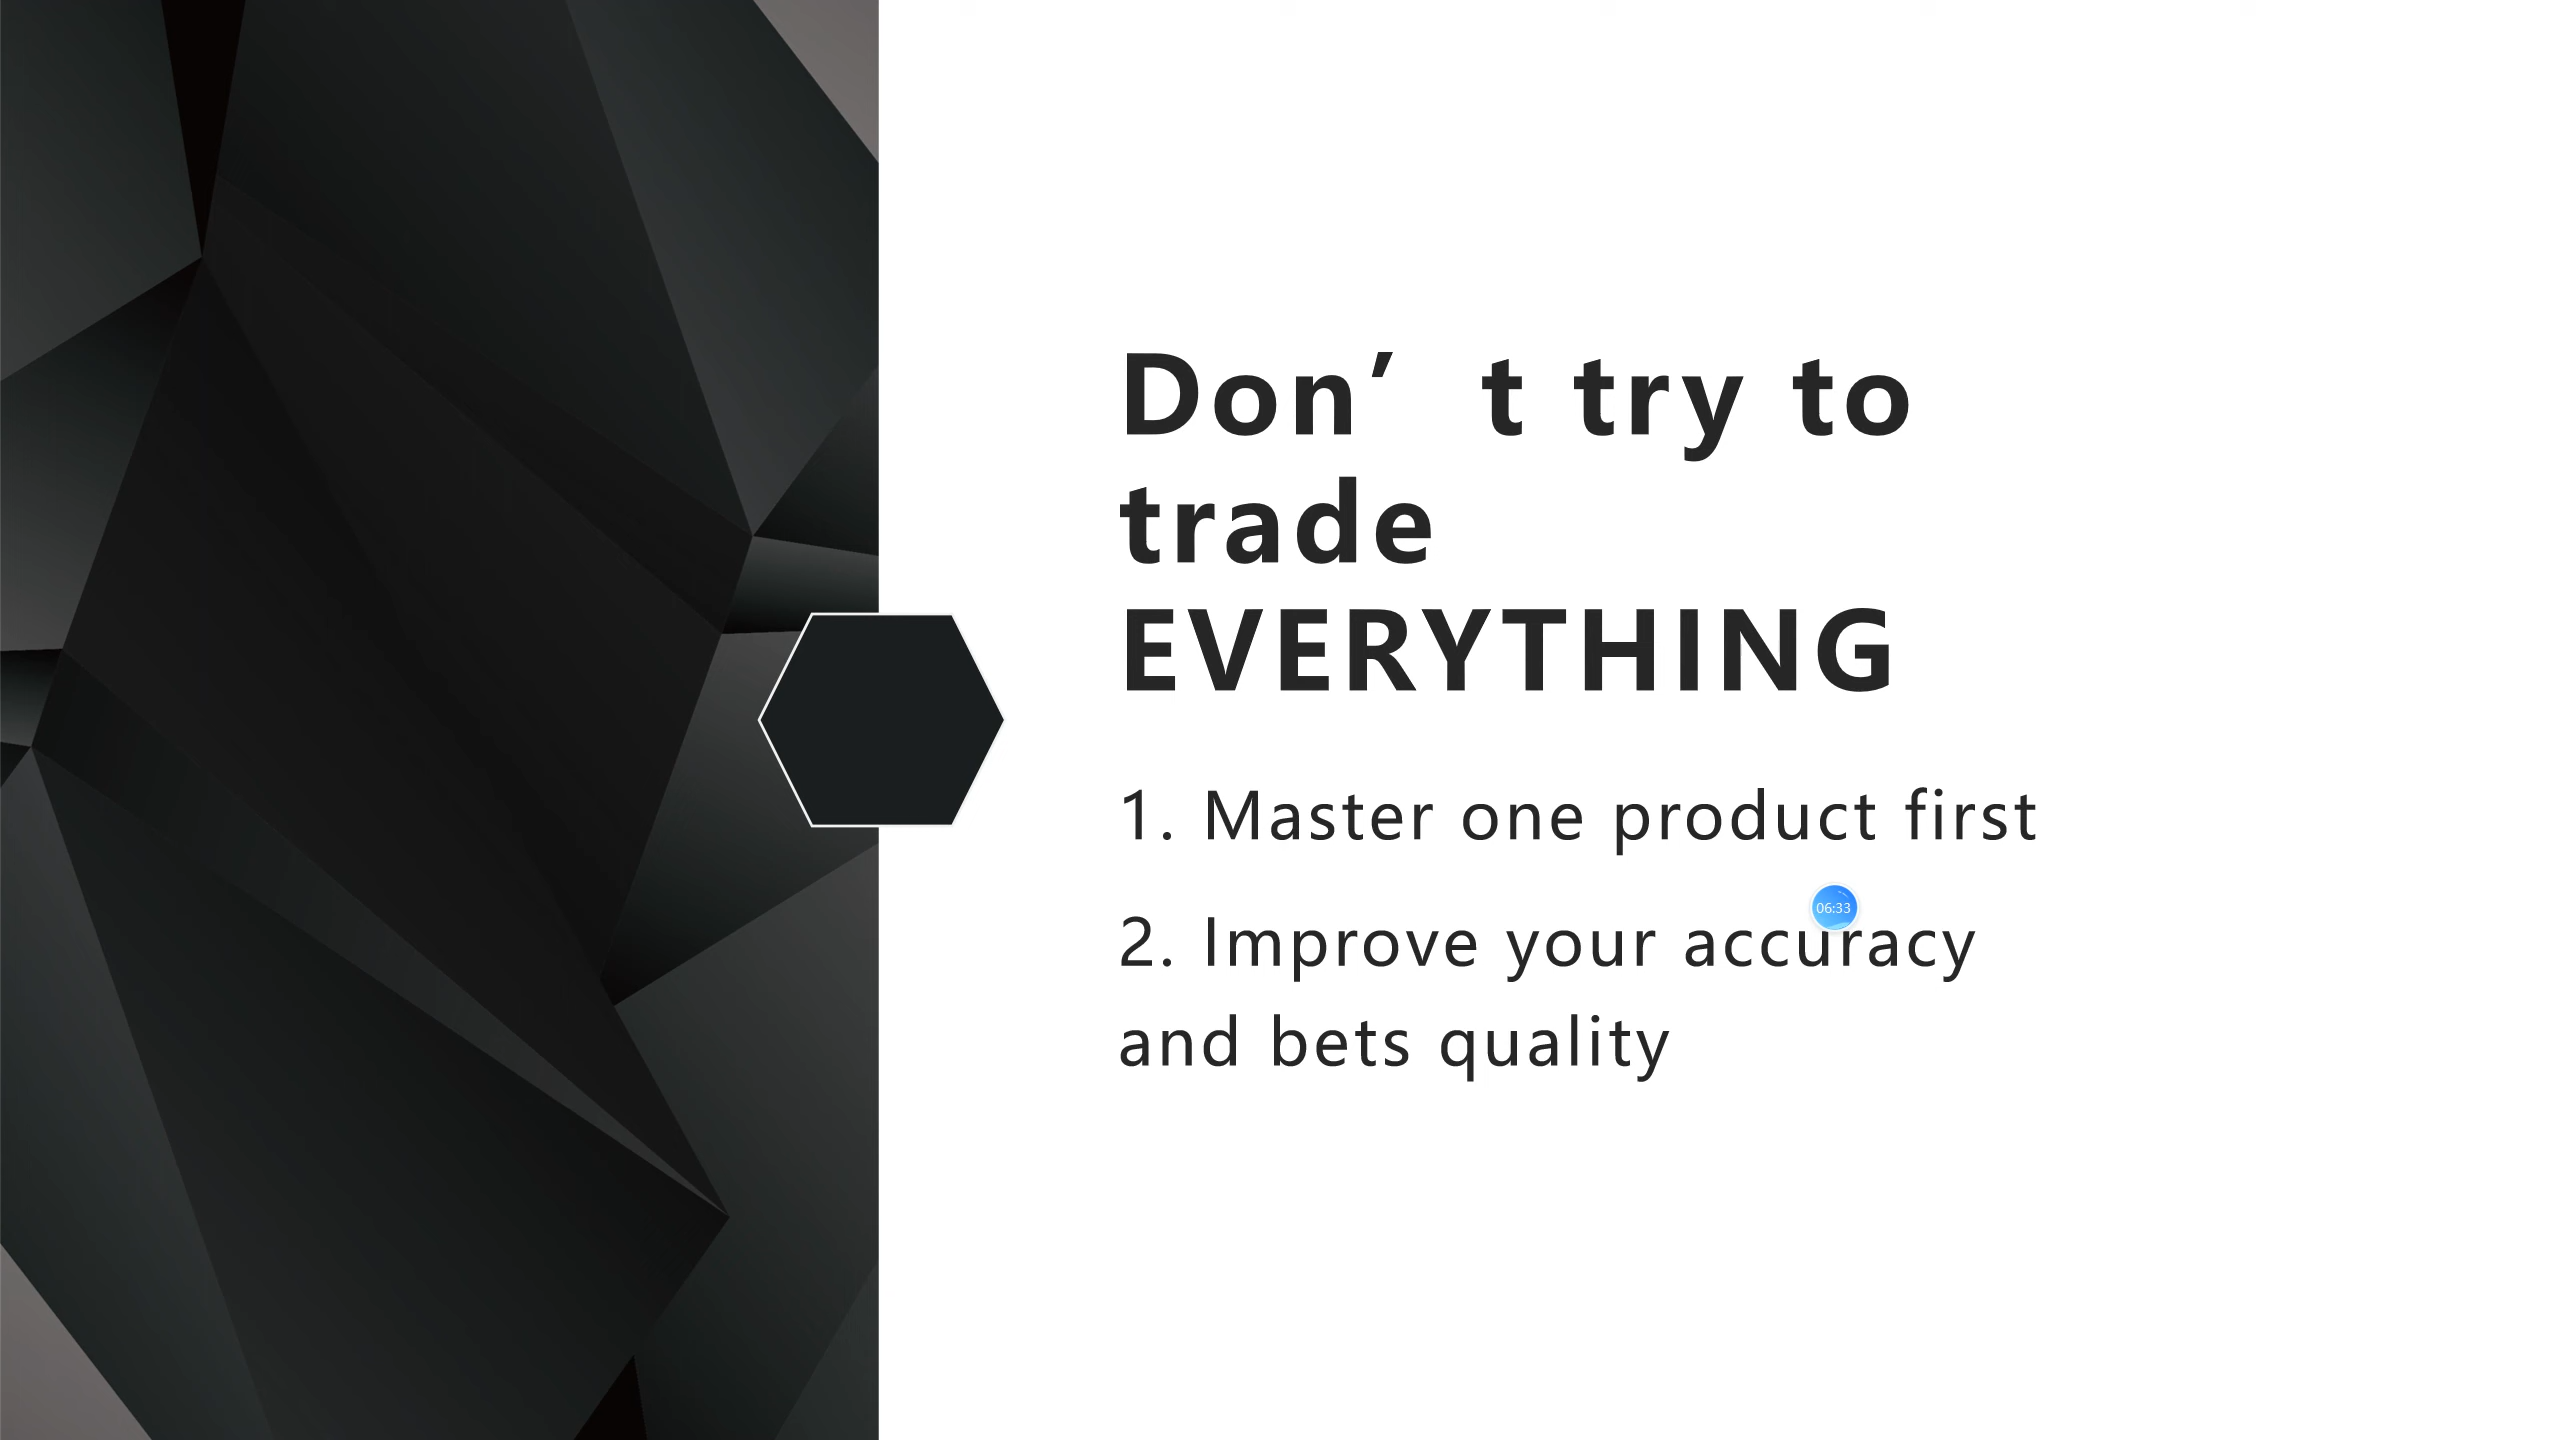 Don’t try to
trade
EVERYTHING
1. Master one product first
06:33
2. Improve your accuracy
and bets quality